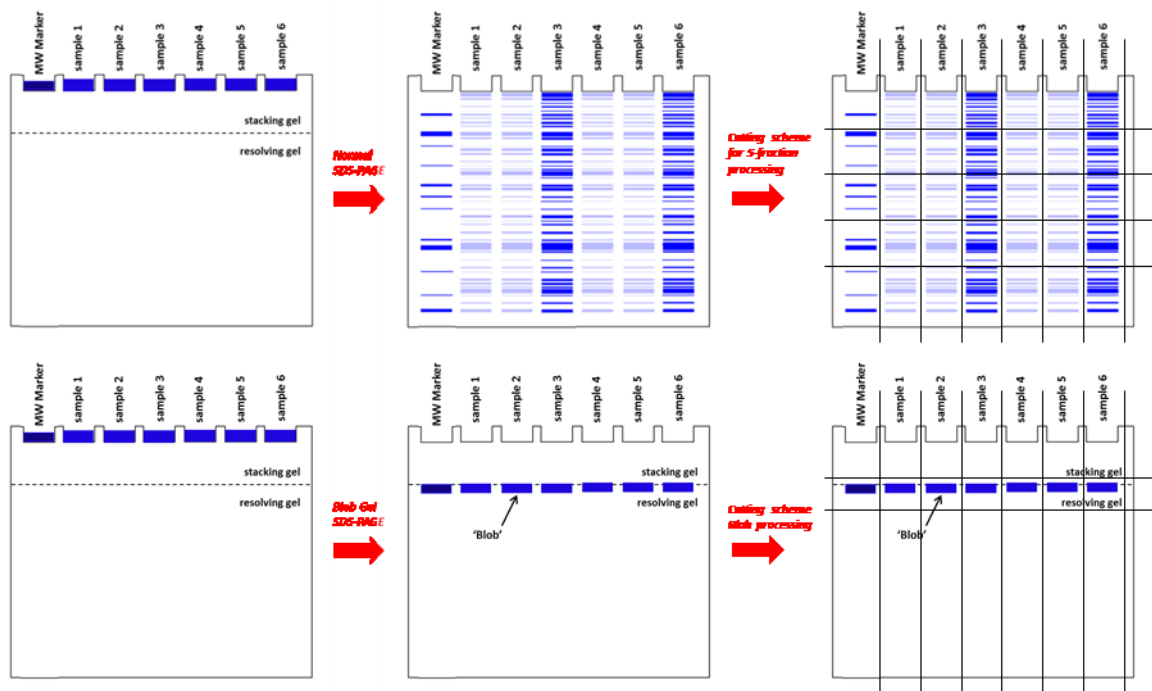 MW Marker
sample 1
sample 2
sample 3
sample 4
sample 5
sample 6
stacking gel
resolving gel
Normal
SDS-PAGE
MW Marker
sample 1
sample 2
sample 3
sample 4
sample 5
sample 6
Cutting scheme
for 5-fraction
processing
MW Marker
sample 1
sample 2
sample 3
sample 4
sample 5
sample 6
MW Marker
sample 1
sample 2
sample 3
sample 4
sample 5
sample 6
stacking gel
resolving gel
Blob Gel
SDS-PAGE
MW Marker
sample 1
sample 2
sample 3
sample 4
sample 5
sample 6
stacking gel
resolving gel
'Blob'
Cutting scheme
Blob processing
MW Marker
sample 1
sample 2
sample 3
sample 4
sample 5
sample 6
stacking gel
resolving gel
'Blob'